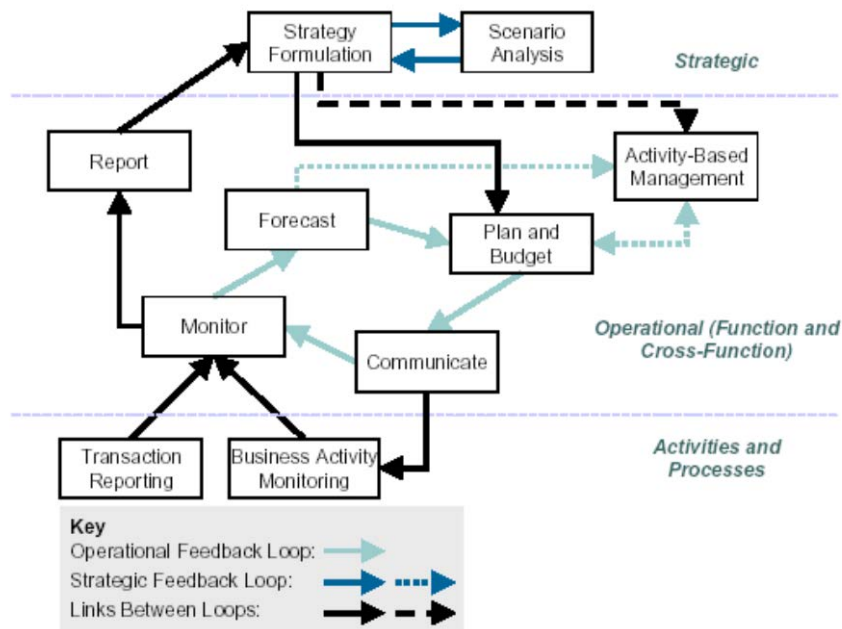 Strategy
Formulation
Scenario
Analysis
Strategic
Report
Activity-Based
Management
Forecast
Plan and
Budget
Monitor
Communicate
Operational (Function and
Cross-Function)
Transaction
Reporting
Business Activity
Monitoring
Activities and
Processes
Key
Operational Feedback Loop:
Strategic Feedback Loop:
Links Between Loops: